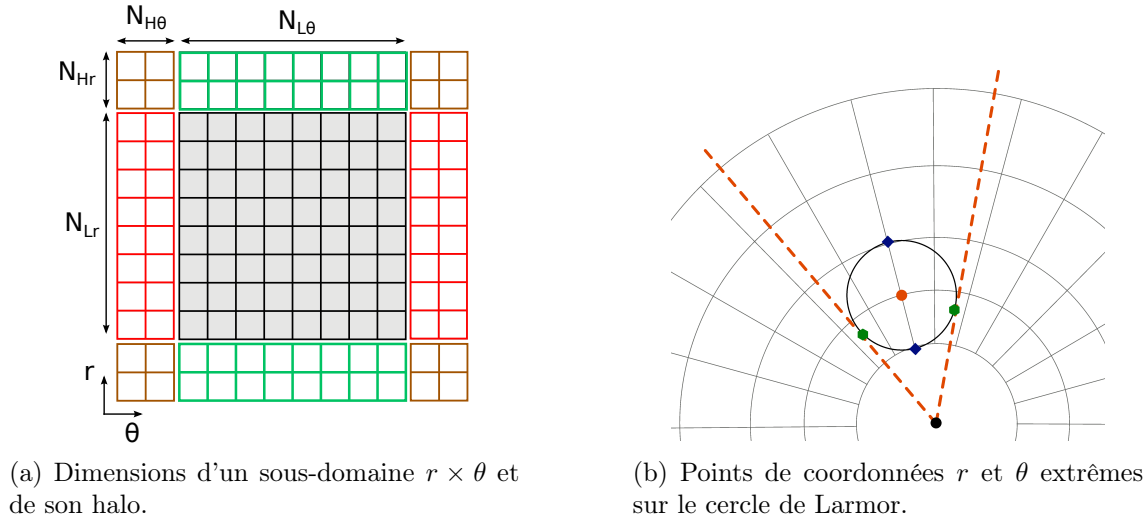 N_Hθ
N_Lθ
N_Hr
N_Lr
r
θ
(a) Dimensions d'un sous-domaine r × θ et
de son halo.
(b) Points de coordonnées r et θ extrêmes
sur le cercle de Larmor.